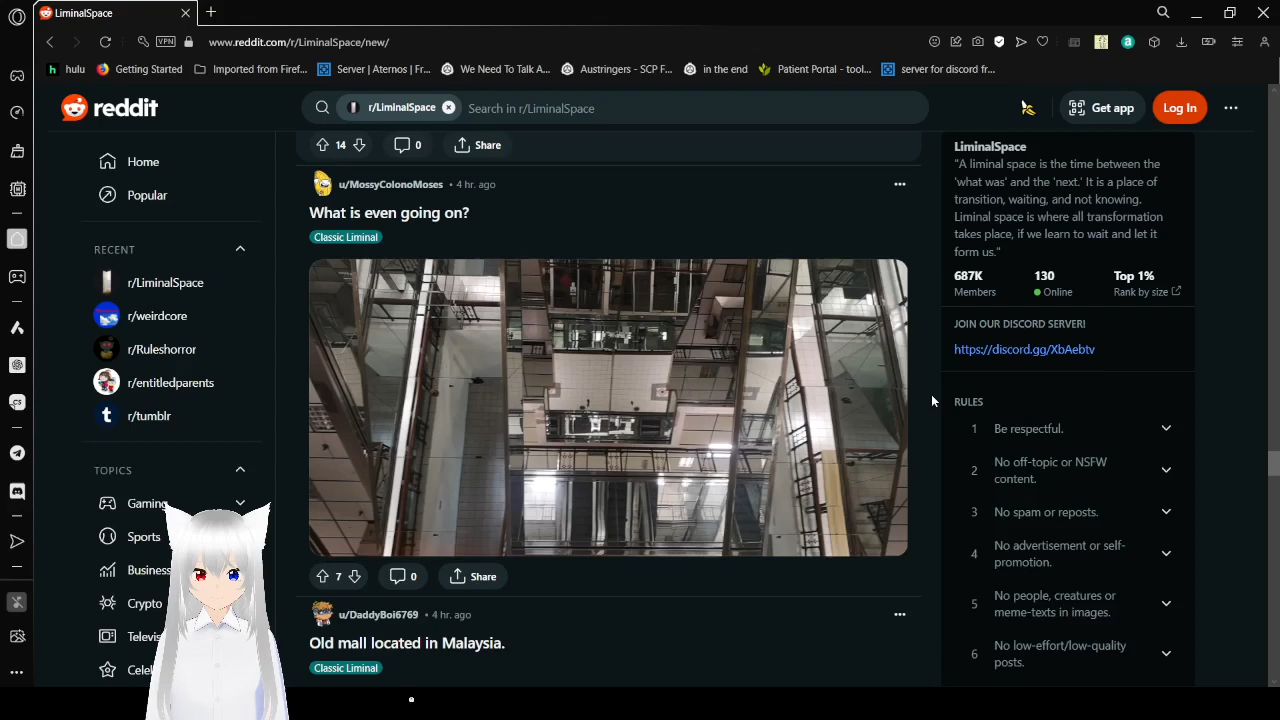 LiminalSpace
www.reddit.com/r/LiminalSpace/new/
VPN
hulu
Getting Started
Imported from Firef...
Server | Aternos | Fr...
We Need To Talk A...
Austringers - SCP F...
in the end
Patient Portal - tool...
server for discord fr...
reddit
r/LiminalSpace
Search in r/LiminalSpace
Get app
Log In
Home
Popular
RECENT
r/LiminalSpace
r/weirdcore
r/Ruleshorror
r/entitledparents
r/tumblr
TOPICS
Gaming
Sports
Business
Crypto
Televis
Celeb
14
0
Share
u/MossyColonoMoses • 4 hr. ago
What is even going on?
Classic Liminal
7
0
Share
u/DaddyBoi6769 • 4 hr. ago
Old mall located in Malaysia.
Classic Liminal
LiminalSpace
"A liminal space is the time between the
'what was' and the 'next.' It is a place of
transition, waiting, and not knowing.
Liminal space is where all transformation
takes place, if we learn to wait and let it
form us."
687K
Members
130
Online
Top 1%
Rank by size
JOIN OUR DISCORD SERVER!
https://discord.gg/XbAebtv
RULES
1 Be respectful.
2 No off-topic or NSFW
content.
3 No spam or reposts.
4 No advertisement or self-
promotion.
5 No people, creatures or
meme-texts in images.
6 No low-effort/low-quality
posts.